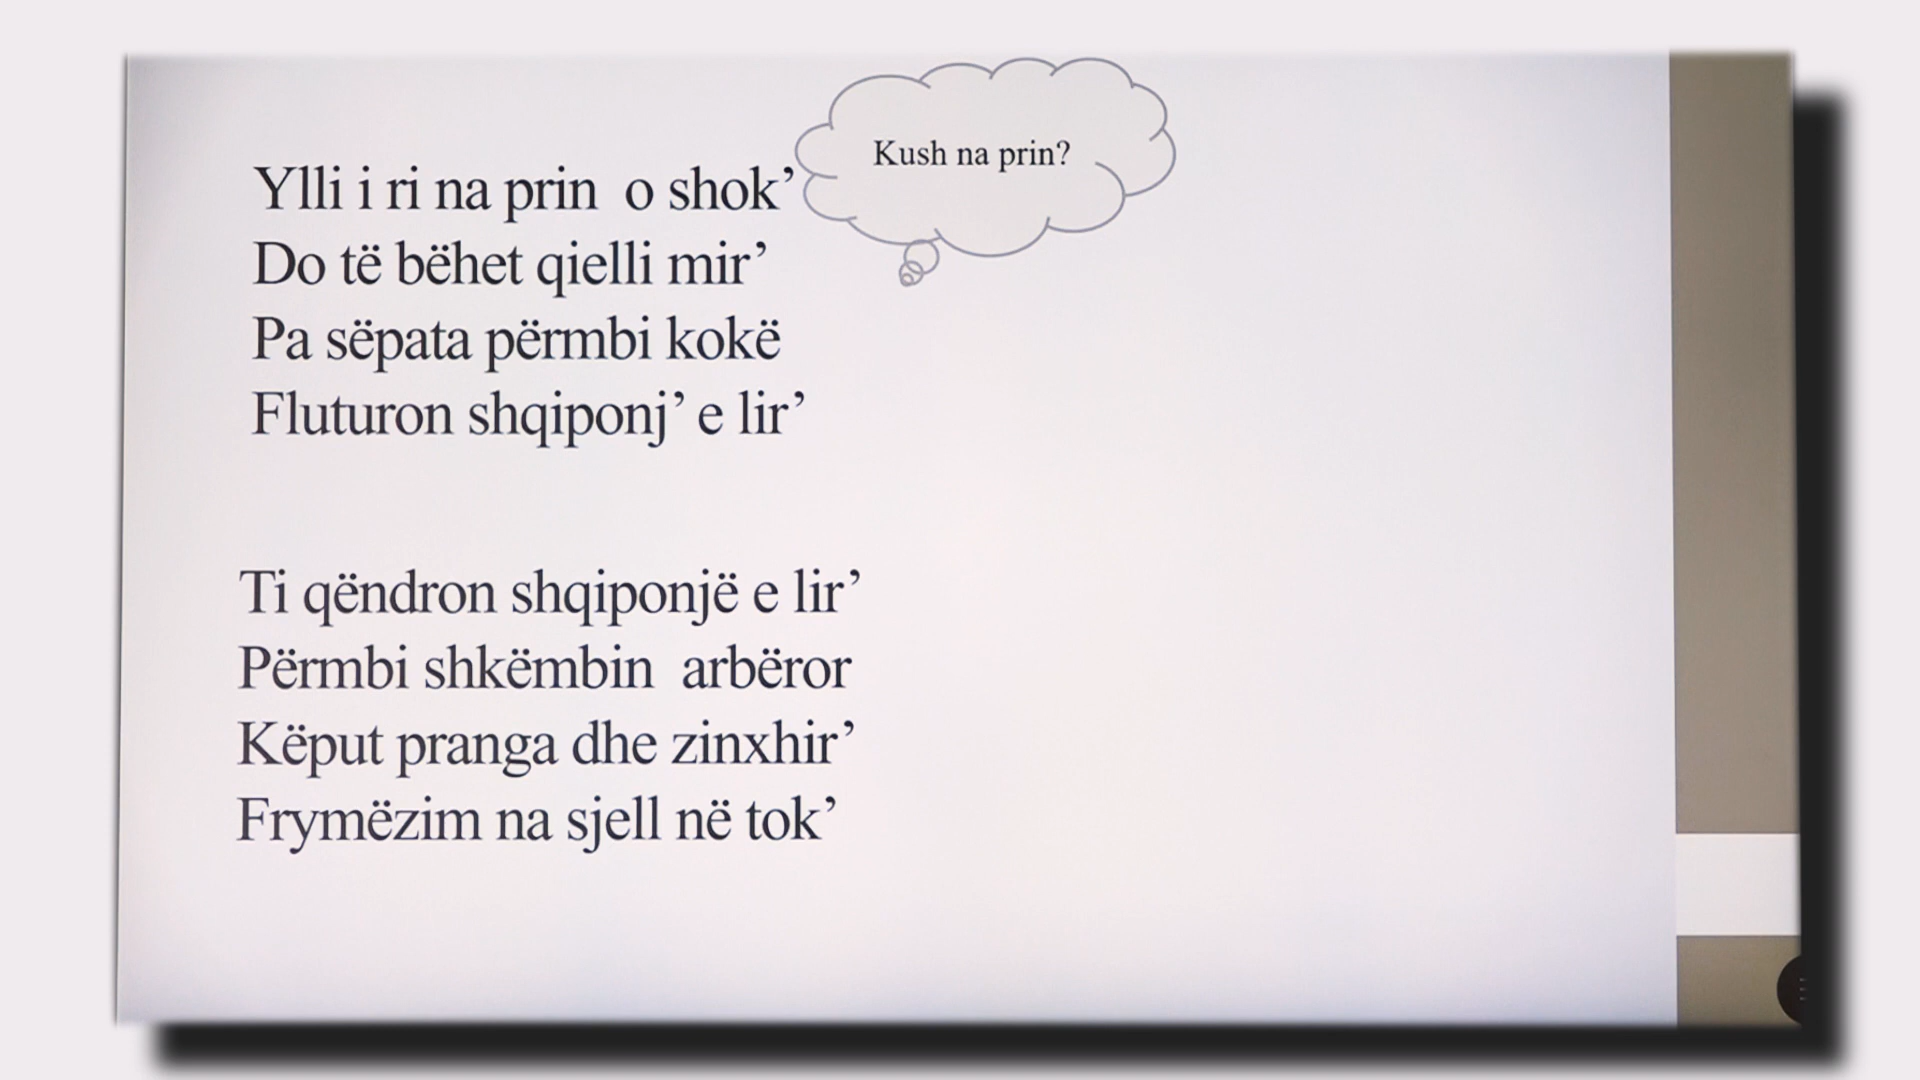 Kush na prin?
Ylli i ri na prin  o shok’
Do të bëhet qielli mir’
Pa sëpata përmbi kokë
Fluturon shqiponj’ e lir’
Ti qëndron shqiponjë e lir’
Përmbi shkëmbin  arbëror
Këput pranga dhe zinxhir’
Frymëzim na sjell në tok’